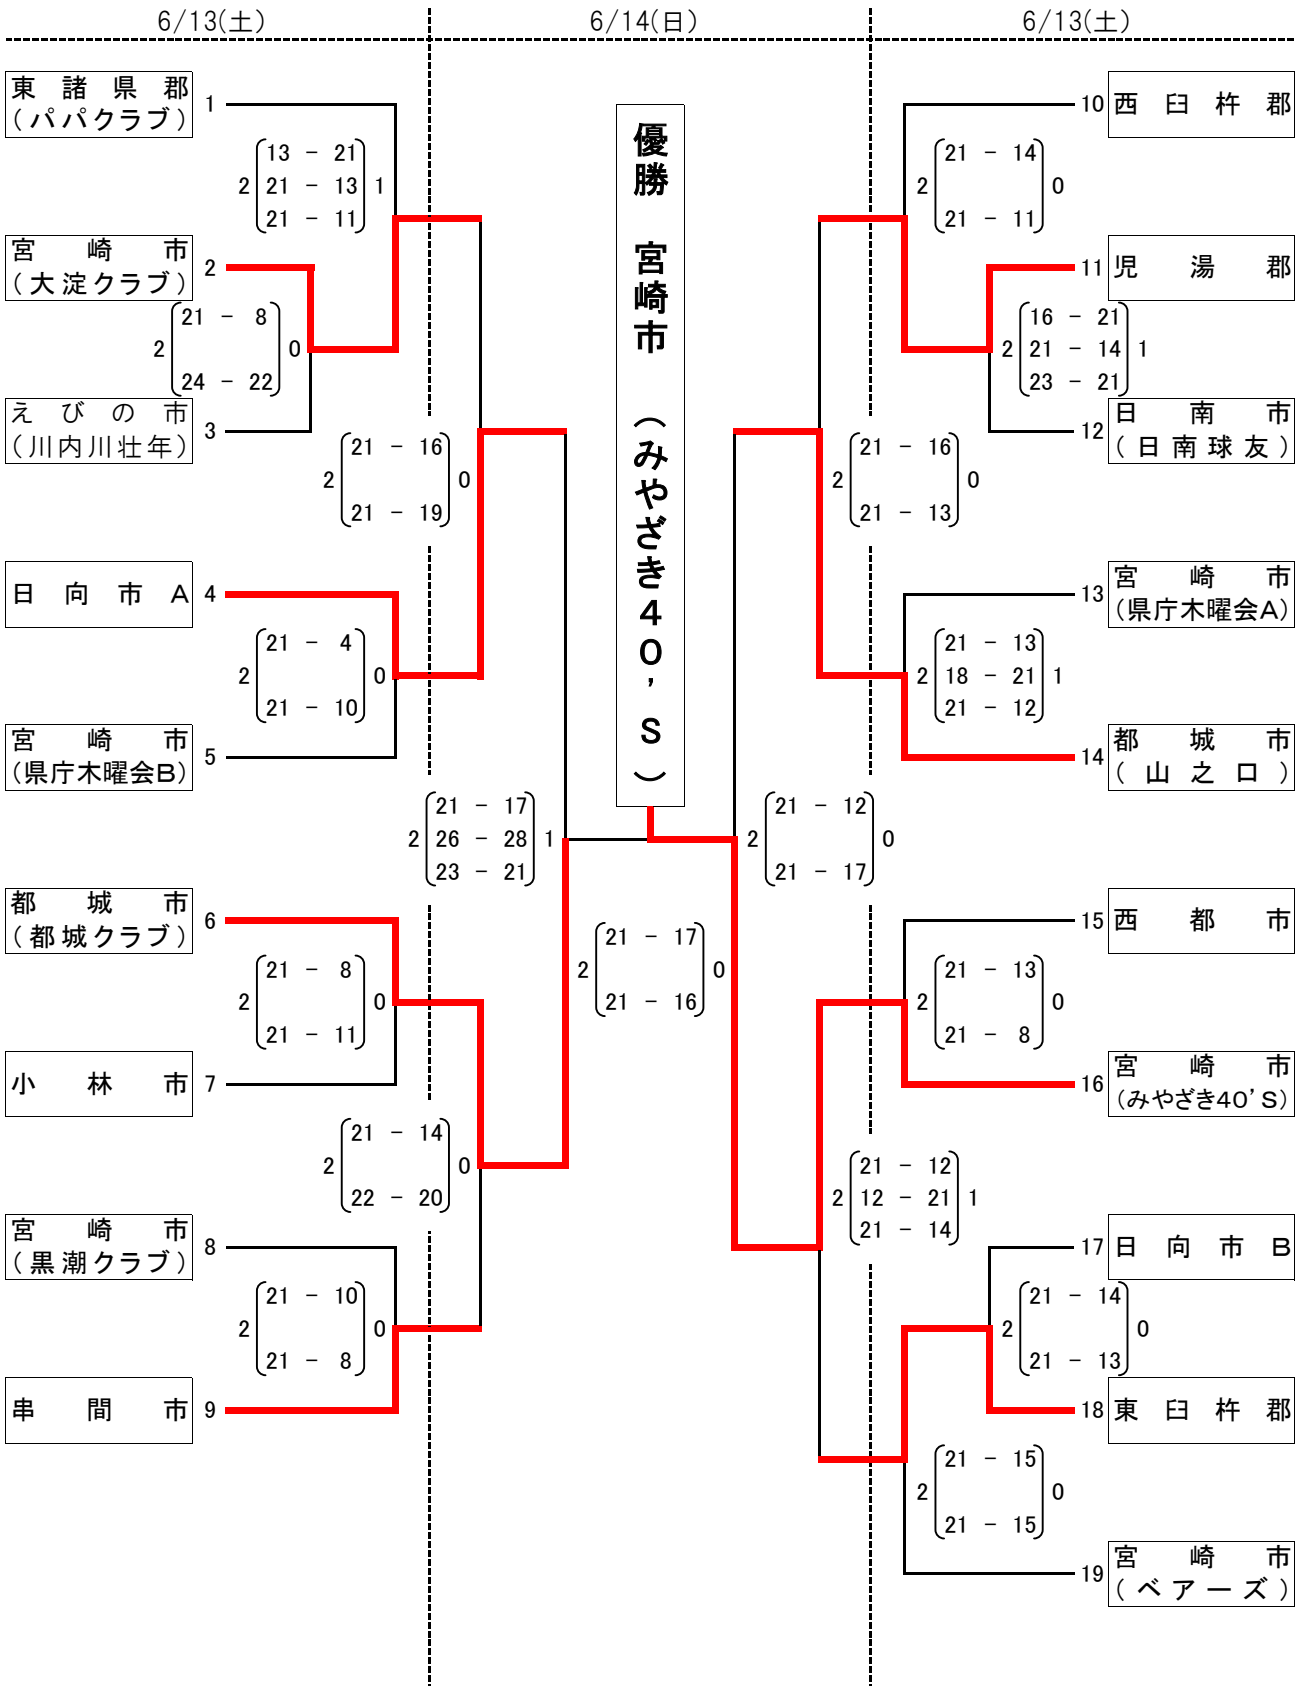 6/13(土)
6/14(日)
6/13(土)
東諸県郡
(パパクラブ)
1
13 － 21
2 21 － 13 1
21 － 11
宮崎市
(大淀クラブ)
2
21 － 8
2 0
24 － 22
えびの市
(川内川壮年)
3
21 － 16
2 0
21 － 19
日向市A
4
21 － 4
2 0
21 － 10
宮崎市
(県庁木曜会B)
5
21 － 17
2 26 － 28 1
23 － 21
都城市
(都城クラブ)
6
21 － 8
2 0
21 － 11
小林市
7
21 － 14
2 0
22 － 20
宮崎市
(黒潮クラブ)
8
21 － 10
2 0
21 － 8
串間市
9
優勝　宮崎市　(みやざき40'S)
21 － 17
2 0
21 － 16
10
西臼杵郡
21 － 14
2 0
21 － 11
11
児湯郡
16 － 21
2 21 － 14 1
23 － 21
12
日南市
(日南球友)
21 － 16
2 0
21 － 13
13
宮崎市
(県庁木曜会A)
21 － 13
2 18 － 21 1
21 － 12
14
都城市
(山之口)
21 － 12
2 0
21 － 17
15
西都市
21 － 13
2 0
21 － 8
16
宮崎市
(みやざき40'S)
21 － 12
2 12 － 21 1
21 － 14
17
日向市B
21 － 14
2 0
21 － 13
18
東臼杵郡
21 － 15
2 0
21 － 15
19
宮崎市
(ベアーズ)